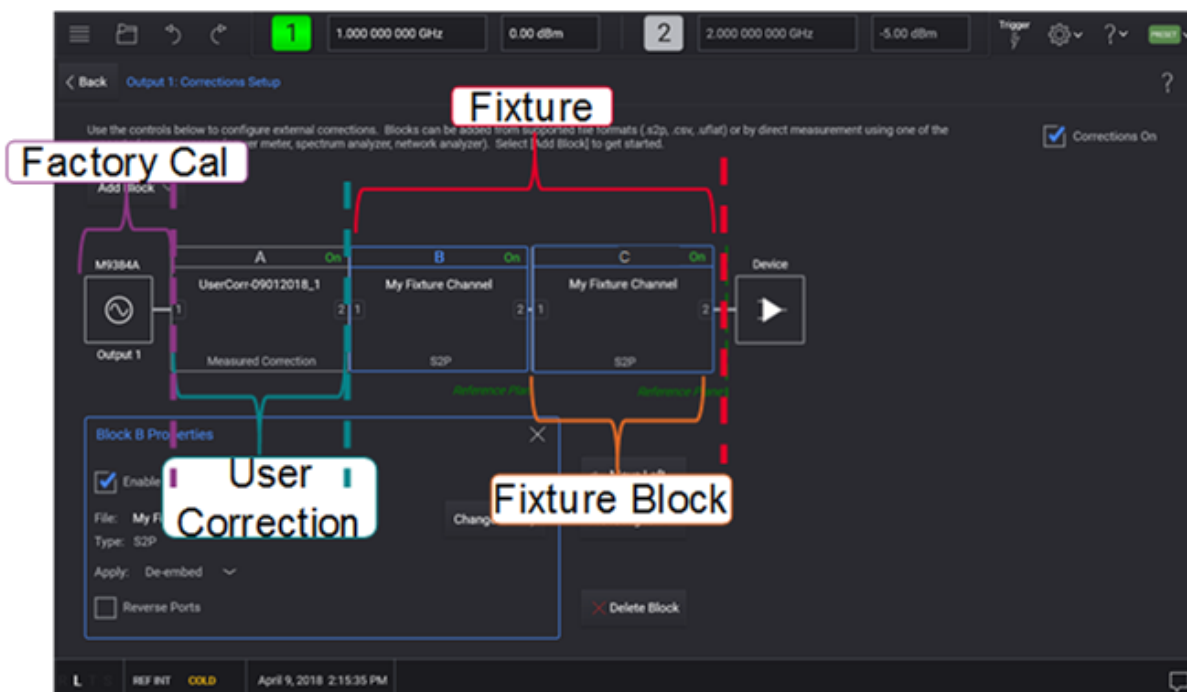 1
1.000 000 000 GHz
0.00 dBm
2
2.000 000 000 GHz
-5.00 dBm
Trigger
?
PRESET
Back
Output 1: Corrections Setup
?
Fixture
Use the controls below to configure external corrections. Blocks can be added from supported file formats (.s2p, .csv, .uflat) or by direct measurement using one of the
meter, spectrum analyzer, network analyzer). Select [Add Block] to get started.
Corrections On
Factory Cal
Add Block
M9384A
A
On
B
On
C
On
Device
UserCorr-09012018_1
My Fixture Channel
My Fixture Channel
1
2
1
2
1
2
Output 1
Measured Correction
S2P
S2P
Reference
Reference
Block B Properties
User
Correction
Fixture Block
Enable
File:
My
Type: S2P
Apply: De-embed
Reverse Ports
Delete Block
L
T
S
REF INT
COLD
April 9, 2018 2:15:35 PM